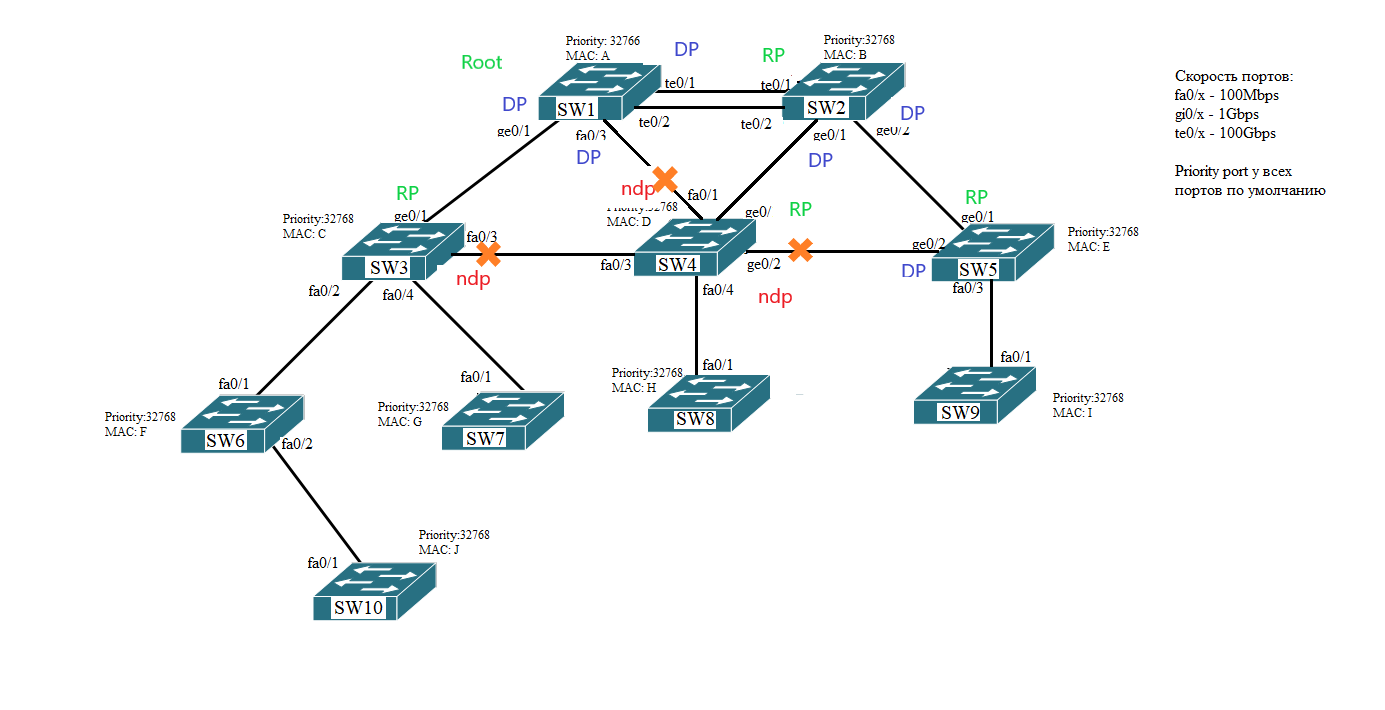 Priority: 32766
MAC: A
DP
RP
Priority:32768
MAC: B
Root
Скорость портов:
fa0/x - 100Mbps
gi0/x - 1Gbps
te0/x - 100Gbps
Priority port у всех
портов по умолчанию
te0/1
te0/1
DP
SW1
SW2
DP
ge0/1
fa0/3
te0/2
te0/2
ge0/1
ge0/2
DP
DP
ndp
fa0/1
RP
ge0/1
Priority:32768
MAC: C
:32768
MAC: D
ge0/
RP
RP
ge0/1
Priority:32768
MAC: E
fa0/3
SW3
ndp
fa0/3
SW4
ge0/2
ndp
ge0/2
DP
SW5
fa0/2
fa0/4
fa0/4
fa0/3
fa0/1
fa0/1
fa0/1
fa0/1
Priority:32768
MAC: F
SW6
fa0/2
Priority:32768
MAC: G
SW7
Priority:32768
MAC: H
SW8
SW9
Priority:32768
MAC: I
Priority:32768
MAC: J
fa0/1
SW10